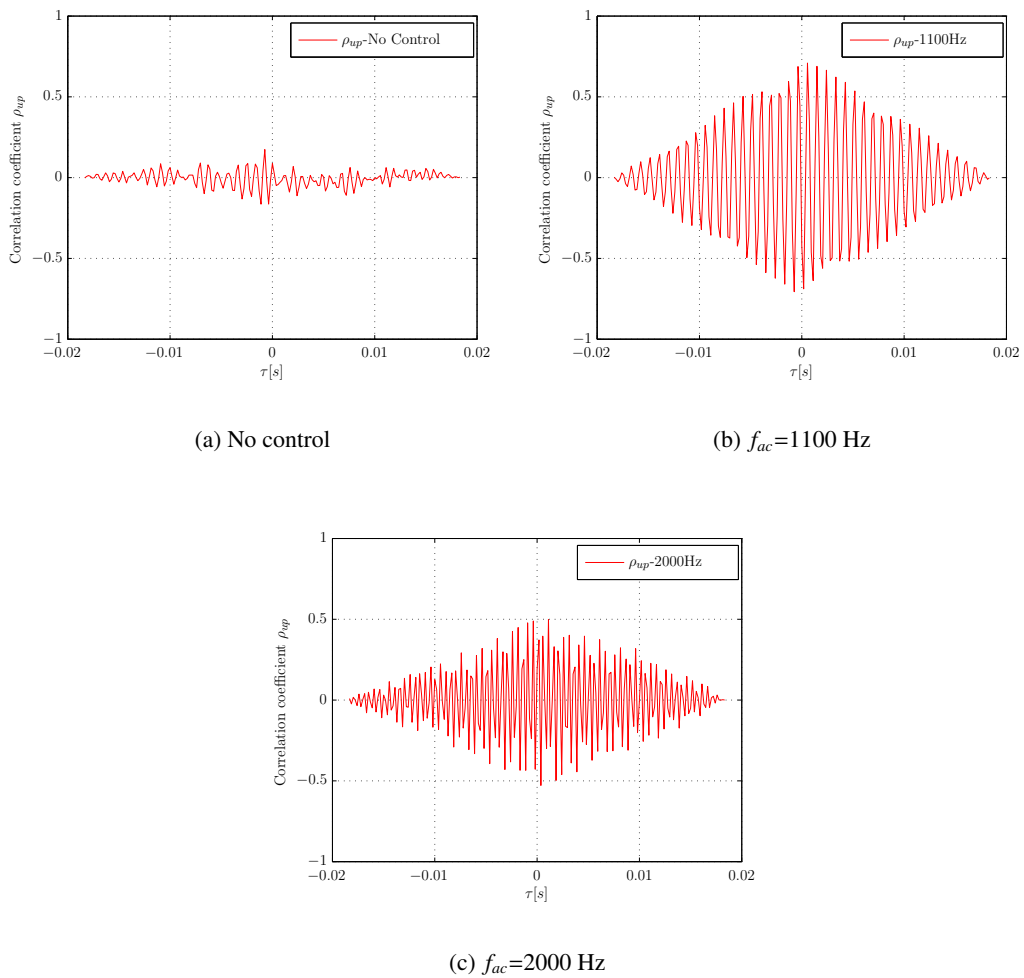 1
0.5
0
−0.5
−1
−0.02
−0.01
0
0.01
0.02
τ[s]
Correlation coefficient ρup
ρup-No Control
(a) No control
1
0.5
0
−0.5
−1
−0.02
−0.01
0
0.01
0.02
τ[s]
Correlation coefficient ρup
ρup-1100Hz
(b) fac=1100 Hz
1
0.5
0
−0.5
−1
−0.02
−0.01
0
0.01
0.02
τ[s]
Correlation coefficient ρup
ρup-2000Hz
(c) fac=2000 Hz